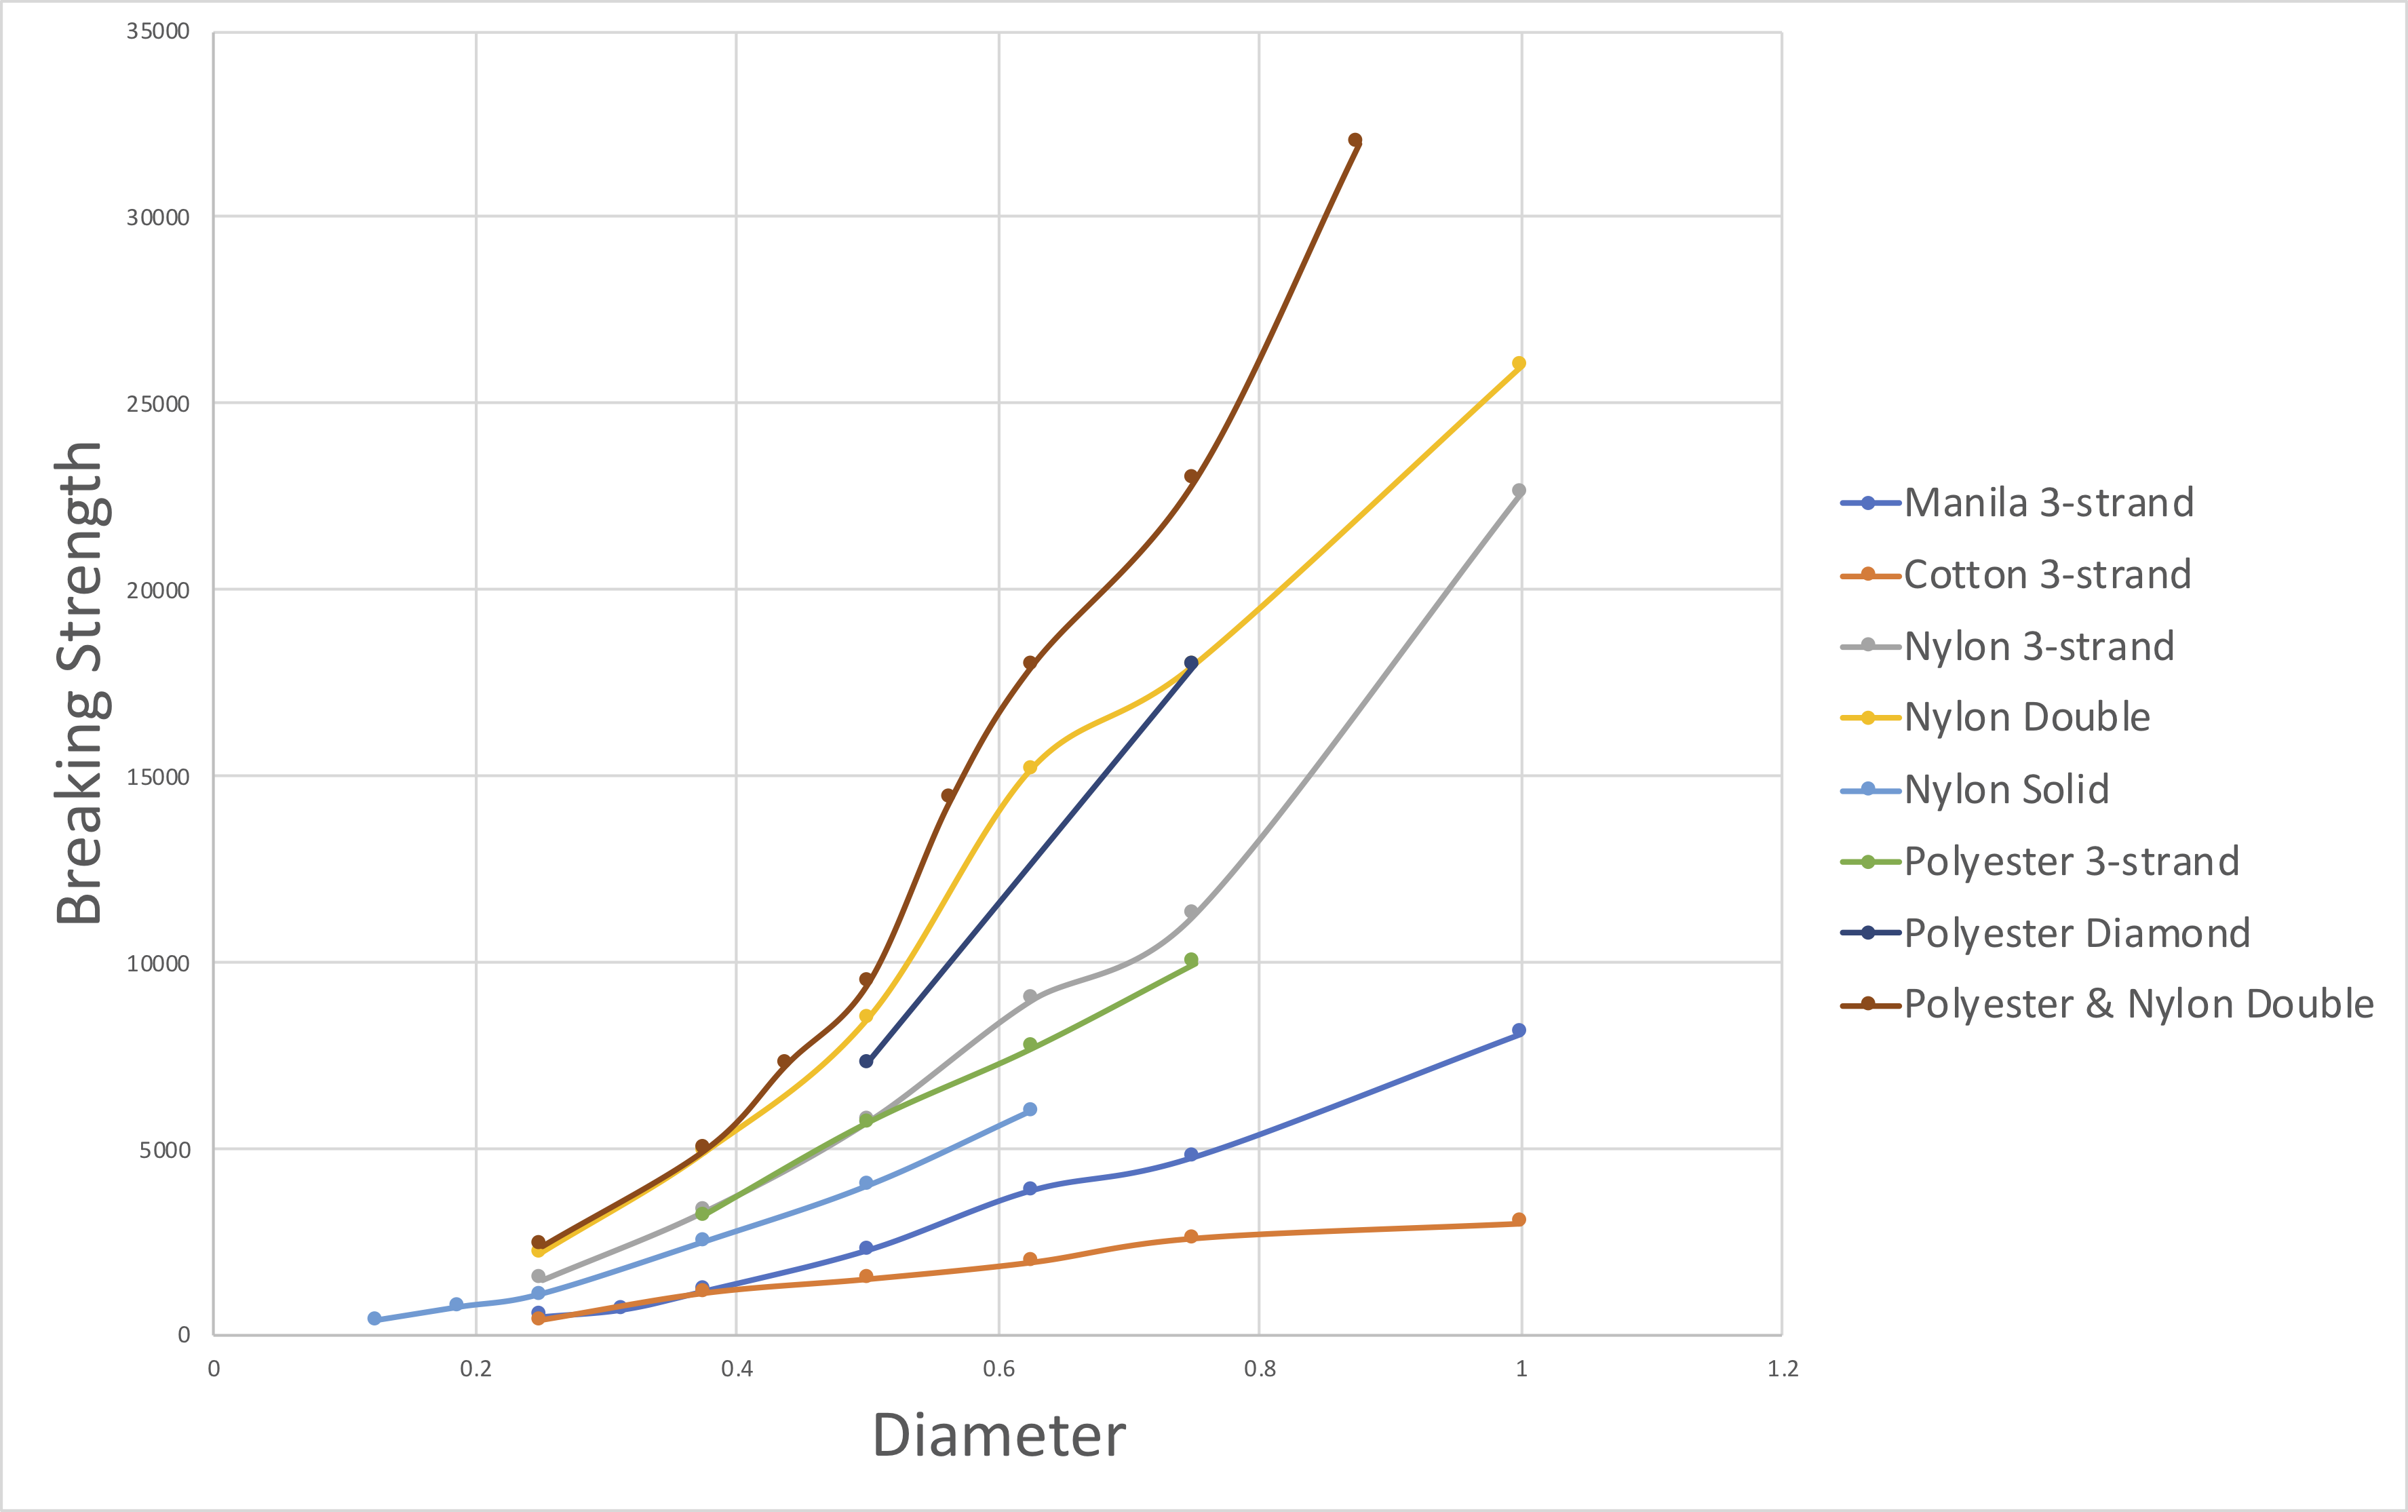 35000
30000
25000
20000
15000
10000
5000
0
0 0.2 0.4 0.6 0.8 1 1.2
Breaking Strength
Diameter
Manila 3-strand
Cotton 3-strand
Nylon 3-strand
Nylon Double
Nylon Solid
Polyester 3-strand
Polyester Diamond
Polyester & Nylon Double